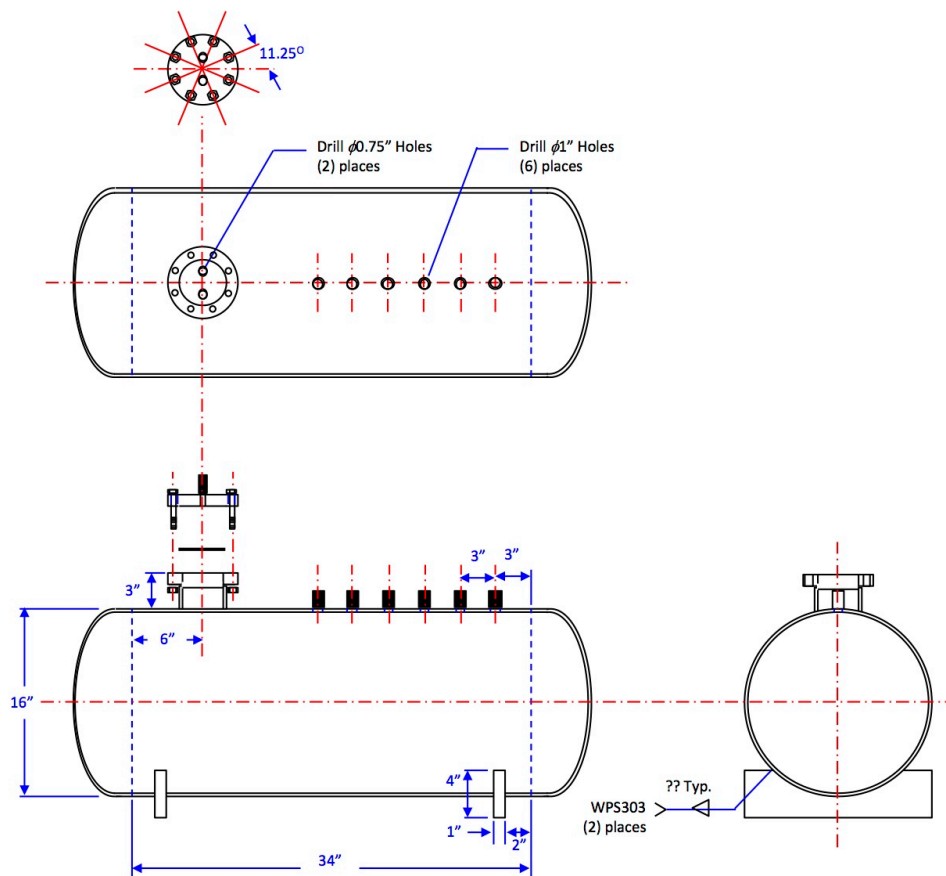 11.25⁰
Drill ϕ0.75” Holes
(2) places
Drill ϕ1” Holes
(6) places
3”
3”
3”
6”
16”
4”
1”
2”
34”
?? Typ.
WPS303
(2) places